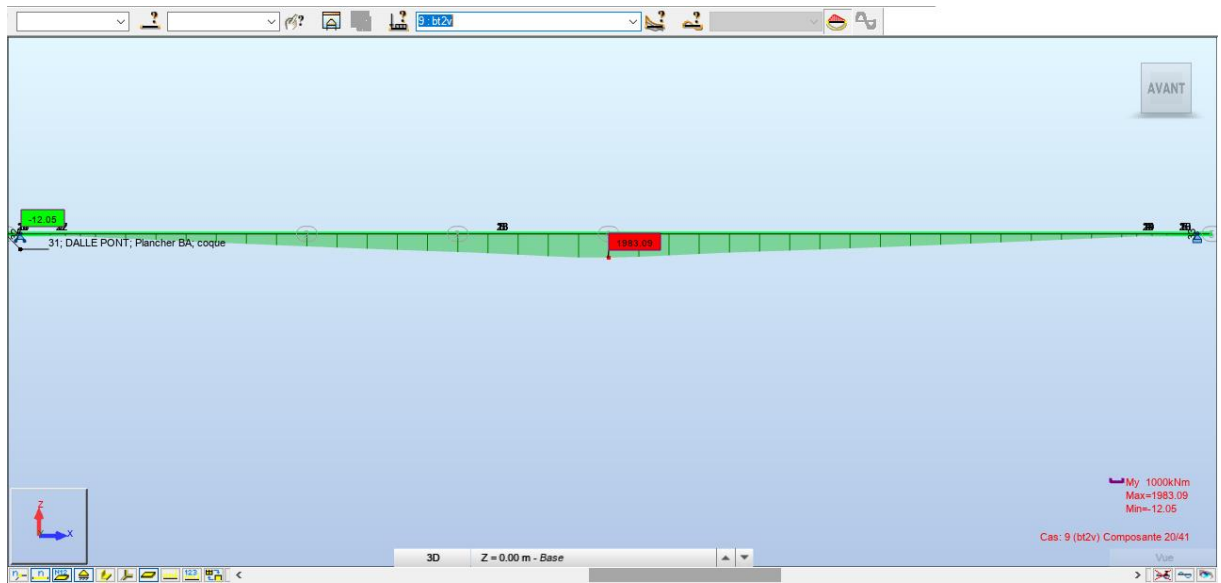 9 : bt2v
AVANT
-12.05
31; DALLE PONT; Plancher BA; coque
1983.09
My 1000kNm
Max=1983.09
Min=-12.05
Cas: 9 (bt2v) Composante 20/41
Z
X
3D Z = 0.00 m - Base
Vue